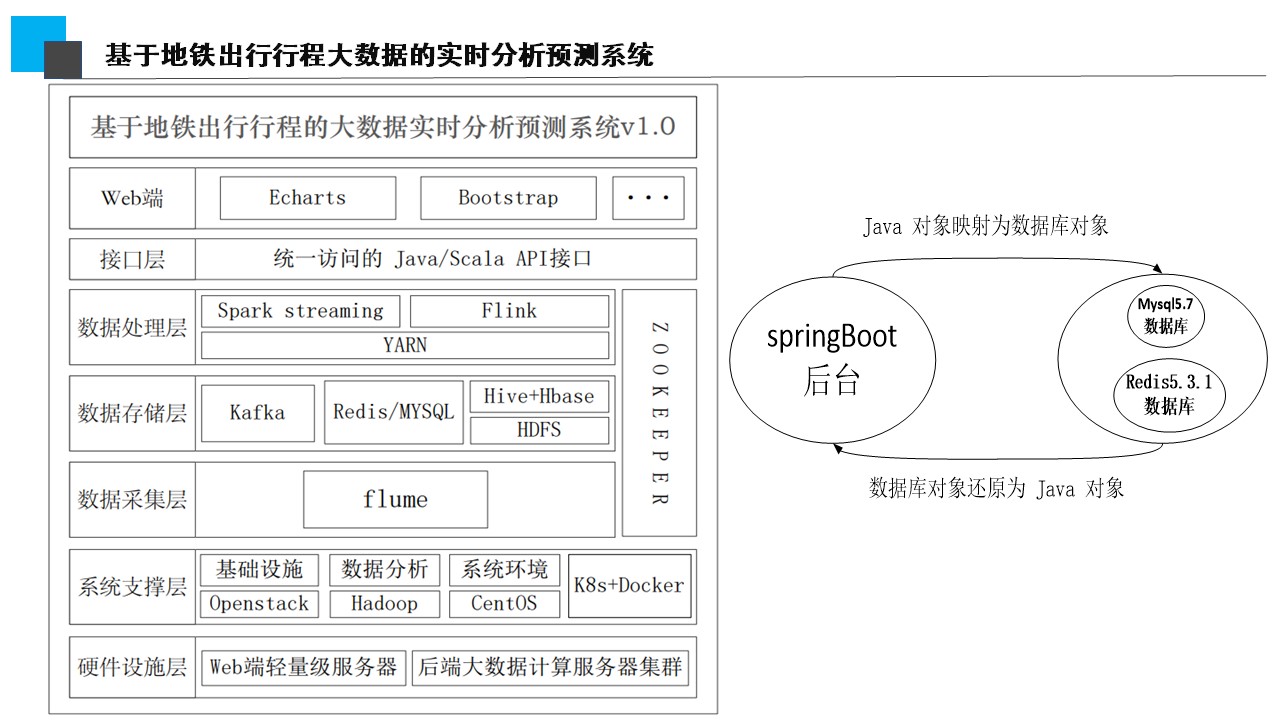 基于地铁出行行程大数据的实时分析预测系统
基于地铁出行行程的大数据实时分析预测系统v1.0
Web端
Echarts
Bootstrap
···
接口层
统一访问的 Java/Scala API接口
数据处理层
Spark streaming
Flink
YARN
数据存储层
Kafka
Redis/MYSQL
Hive+Hbase
HDFS
数据采集层
flume
ZOOKEEPER
系统支撑层
基础设施
数据分析
系统环境
Openstack
Hadoop
CentOS
K8s+Docker
硬件设施层
Web端轻量级服务器
后端大数据计算服务器集群
Java 对象映射为数据库对象
springBoot
后台
Mysql5.7
数据库
Redis5.3.1
数据库
数据库对象还原为 Java 对象